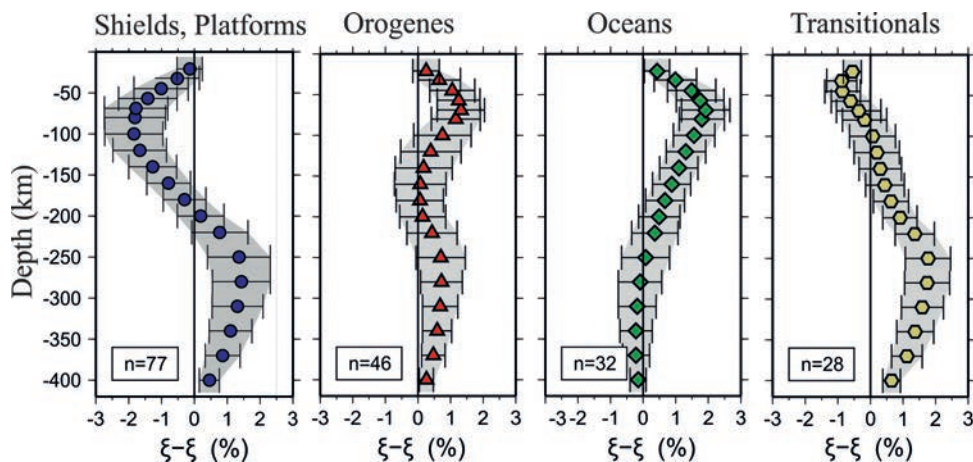 Shields, Platforms
Orogenes
Oceans
Transitionals
Depth (km)
-50
-100
-150
-200
-250
-300
-350
-400
n=77
n=46
n=32
n=28
-3 -2 -1 0 1 2 3
-3 -2 -1 0 1 2 3
-3 -2 -1 0 1 2 3
-3 -2 -1 0 1 2 3
ξ−ξ (%)
ξ−ξ (%)
ξ−ξ (%)
ξ−ξ (%)